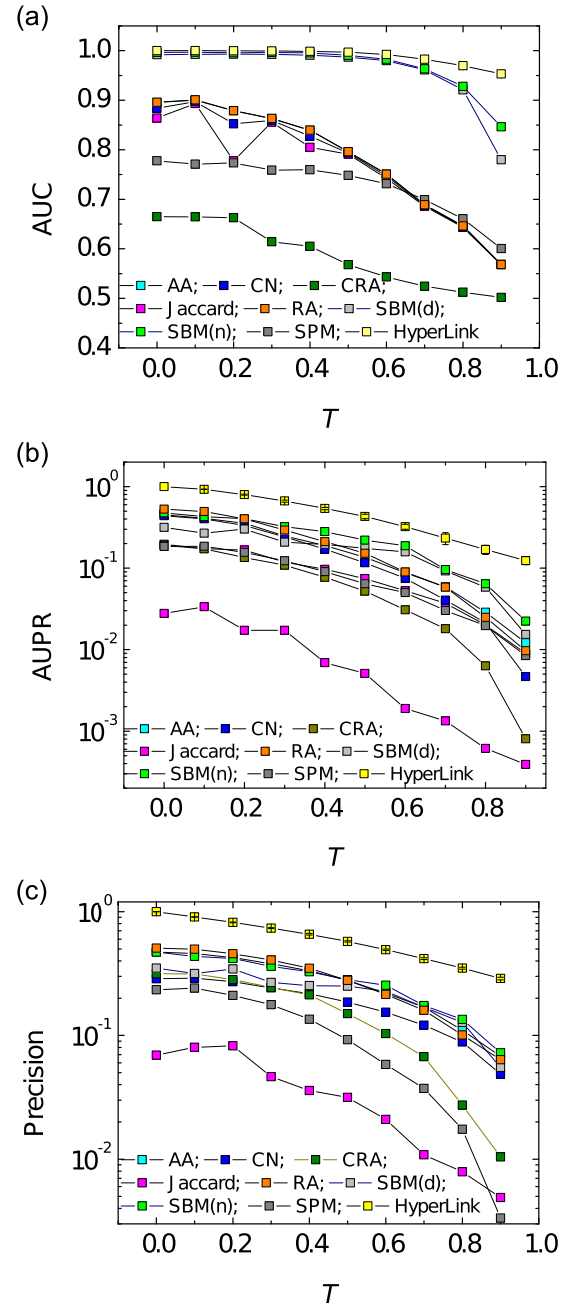 (a)
1.0
0.9
0.8
0.7
0.6
0.5
0.4
AUC
AA; CN; CRA;
Jaccard; RA; SBM(d);
SBM(n); SPM; HyperLink
0.0 0.2 0.4 0.6 0.8 1.0
T
(b)
10^0
10^-1
10^-2
10^-3
AUPR
AA; CN; CRA;
Jaccard; RA; SBM(d);
SBM(n); SPM; HyperLink
0.0 0.2 0.4 0.6 0.8
T
(c)
10^0
10^-1
10^-2
Precision
AA; CN; CRA;
Jaccard; RA; SBM(d);
SBM(n); SPM; HyperLink
0.0 0.2 0.4 0.6 0.8 1.0
T